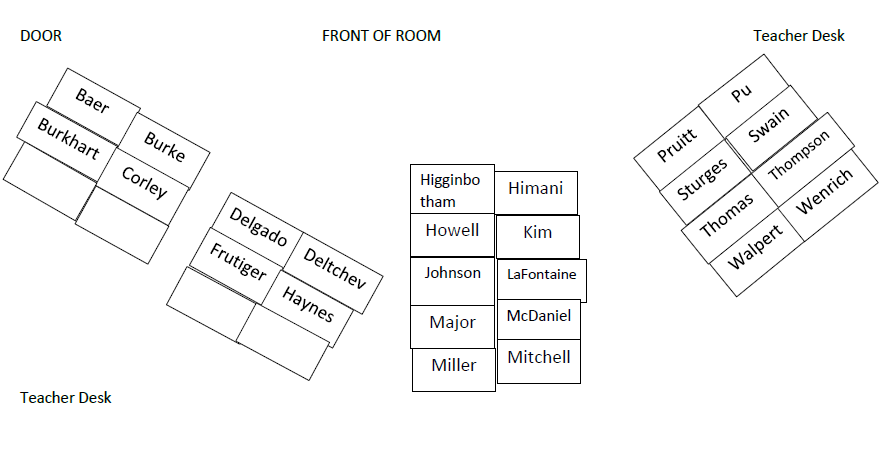 DOOR
FRONT OF ROOM
Teacher Desk
Baer
Burke
Burkhart
Corley
Delgado
Deltchev
Frutiger
Haynes
Higginbo
tham
Himani
Howell
Kim
Johnson
LaFontaine
Major
McDaniel
Miller
Mitchell
Pruitt
Pu
Sturges
Swain
Thomas
Thompson
Walpert
Wenrich
Teacher Desk